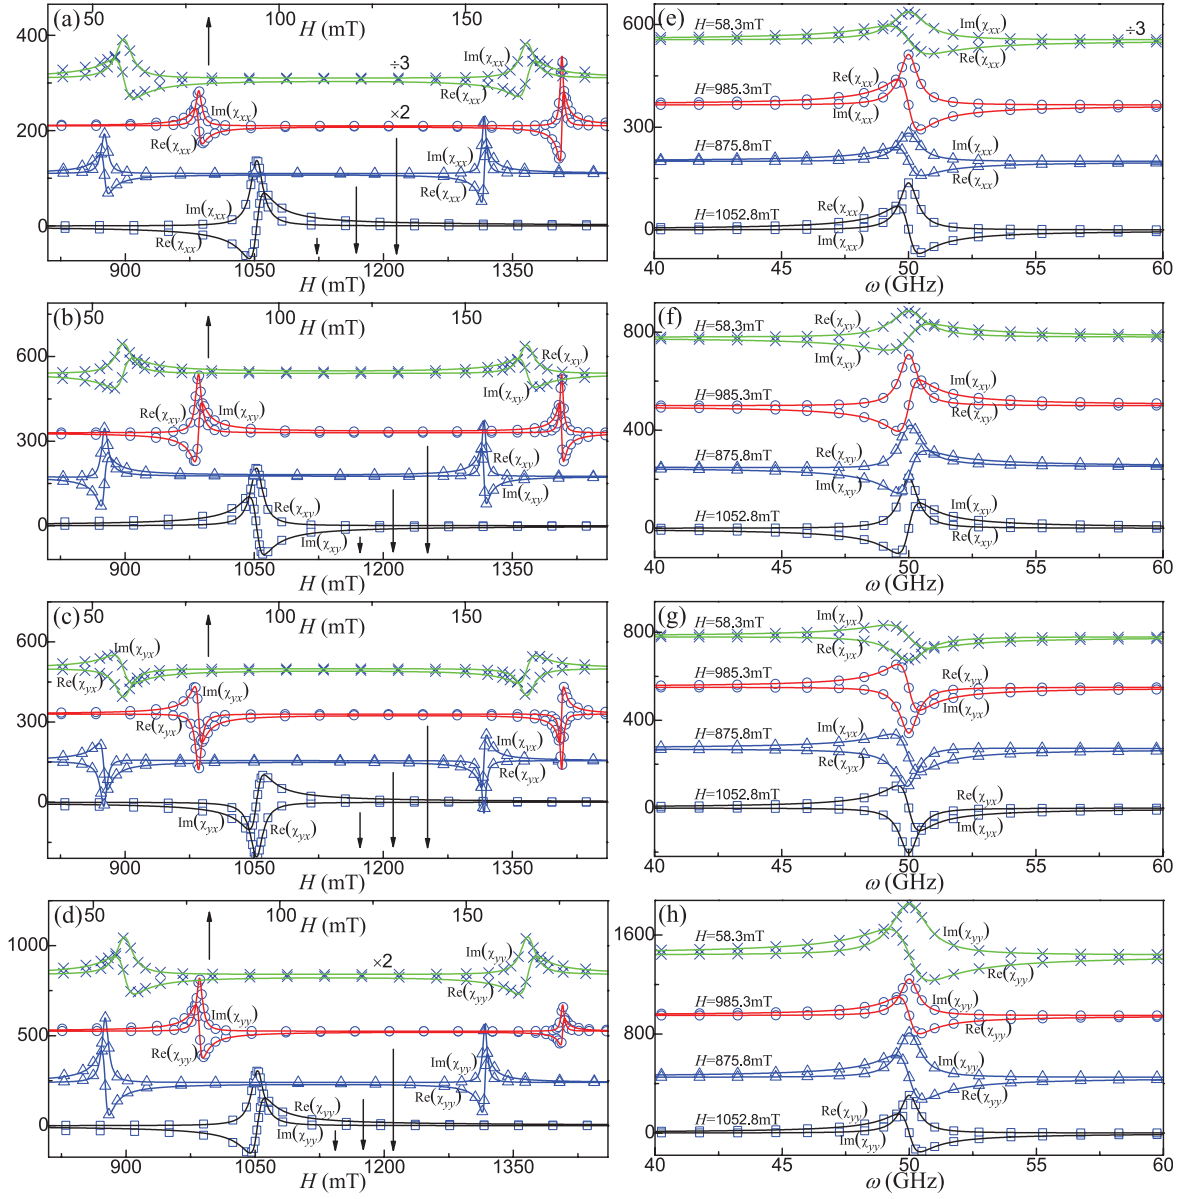 50 100 150
(a) H (mT)
400
Im(χxx)
÷3
Re(χxx)
×2
Im(χxx)
200
Re(χxx)
Im(χxx)
Re(χxx)
Im(χxx)
0
Re(χxx)
900 1050 1200 1350
H (mT)
(e)
600
H=58.3mT
Im(χxx)
÷3
Re(χxx)
H=985.3mT
Re(χxx)
Im(χxx)
300
H=875.8mT
Im(χxx)
Re(χxx)
H=1052.8mT
Re(χxx)
0
Im(χxx)
40 45 50 55 60
ω (GHz)
50 100 150
(b) H (mT)
600
Re(χxy)
Im(χxy)
Re(χxy) Im(χxy)
300
Re(χxy)
Im(χxy)
Re(χxy)
0
Im(χxy)
900 1050 1200 1350
H (mT)
(f)
800
H=58.3mT
Re(χxy)
Im(χxy)
H=985.3mT
Im(χxy)
400
Re(χxy)
H=875.8mT
Re(χxy)
Im(χxy)
H=1052.8mT
Im(χxy)
0
Re(χxy)
40 45 50 55 60
ω (GHz)
50 100 150
(c) H (mT)
600
Im(χyx)
Re(χyx)
Im(χyx)
300
Re(χyx)
Im(χyx)
Re(χyx)
0
Im(χyx) Re(χyx)
900 1050 1200 1350
H (mT)
(g)
800
H=58.3mT
Im(χyx)
Re(χyx)
H=985.3mT
Re(χyx)
Im(χyx)
400
H=875.8mT
Im(χyx)
Re(χyx)
H=1052.8mT
Re(χyx)
0
Im(χyx)
40 45 50 55 60
ω (GHz)
50 100 150
(d) H (mT)
1000
×2
Im(χyy)
Re(χyy)
Im(χyy)
500
Re(χyy)
Im(χyy)
Re(χyy)
Re(χyy)
0
Im(χyy)
900 1050 1200 1350
H (mT)
(h)
1600
H=58.3mT
Im(χyy)
Re(χyy)
H=985.3mT
Im(χyy)
Re(χyy)
800
H=875.8mT
Im(χyy)
Re(χyy)
H=1052.8mT
Re(χyy)
0
Im(χyy)
40 45 50 55 60
ω (GHz)